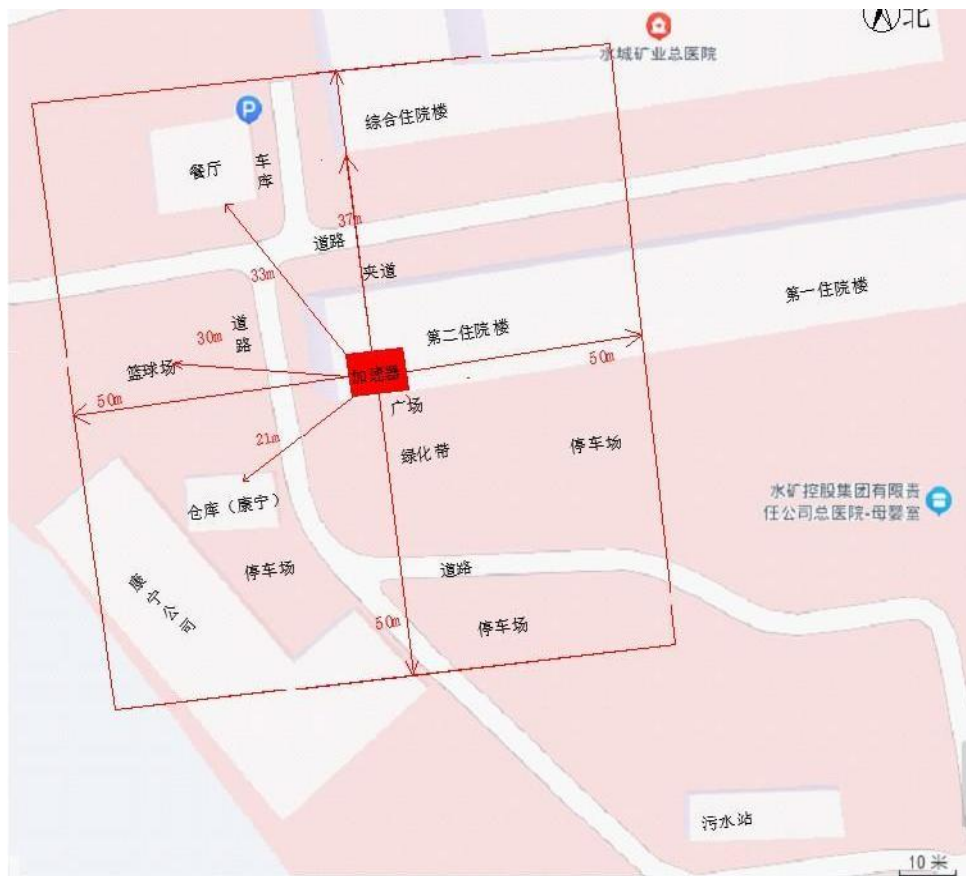 北
水城矿业总医院
P
综合住院楼
餐厅
车库
37m
道路
夹道
33m
第一住院楼
道路
30m
第二住院楼
篮球场
加速器
50m
50m
广场
21m
绿化带
停车场
仓库（康宁）
水矿控股集团有限责
任公司总医院-母婴室
停车场
道路
康宁公司
50m
停车场
污水站
10 米